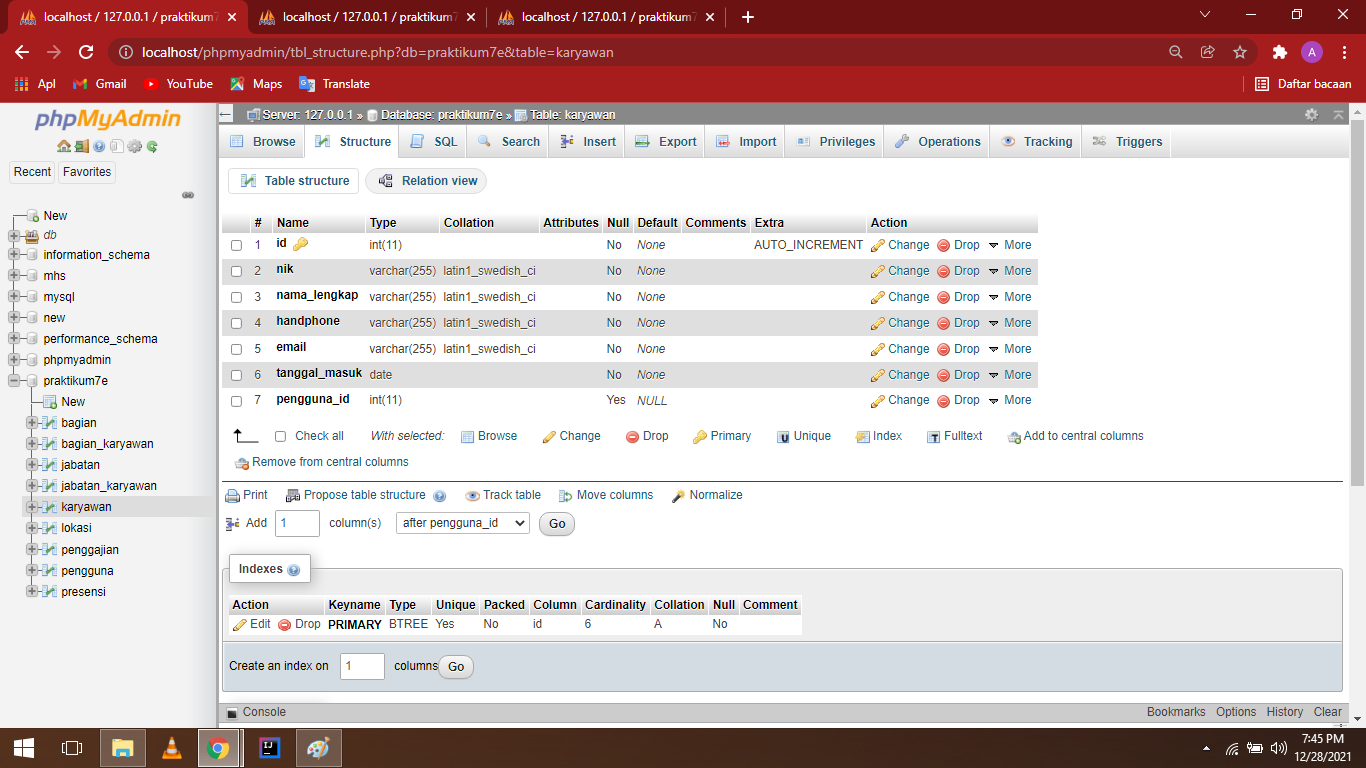 localhost / 127.0.0.1 / praktikum7 localhost / 127.0.0.1 / praktikum7 localhost / 127.0.0.1 / praktikum7
localhost/phpmyadmin/tbl_structure.php?db=praktikum7e&table=karyawan A
Apl Gmail YouTube Maps Translate Daftar bacaan
phpMyAdmin
Recent Favorites
New
db
information_schema
mhs
mysql
new
performance_schema
phpmyadmin
praktikum7e
New
bagian
bagian_karyawan
jabatan
jabatan_karyawan
karyawan
lokasi
penggajian
pengguna
presensi
Server: 127.0.0.1 » Database: praktikum7e » Table: karyawan
Browse Structure SQL Search Insert Export Import Privileges Operations Tracking Triggers
Table structure Relation view
# Name Type Collation Attributes Null Default Comments Extra Action
1 id int(11) No None AUTO_INCREMENT Change Drop More
2 nik varchar(255) latin1_swedish_ci No None Change Drop More
3 nama_lengkap varchar(255) latin1_swedish_ci No None Change Drop More
4 handphone varchar(255) latin1_swedish_ci No None Change Drop More
5 email varchar(255) latin1_swedish_ci No None Change Drop More
6 tanggal_masuk date No None Change Drop More
7 pengguna_id int(11) Yes NULL Change Drop More
Check all With selected: Browse Change Drop Primary Unique Index Fulltext Add to central columns
Remove from central columns
Print Propose table structure Track table Move columns Normalize
Add 1 column(s) after pengguna_id Go
Indexes
Action Keyname Type Unique Packed Column Cardinality Collation Null Comment
Edit Drop PRIMARY BTREE Yes No id 6 A No
Create an index on 1 columns Go
Console Bookmarks Options History Clear
7:45 PM
12/28/2021